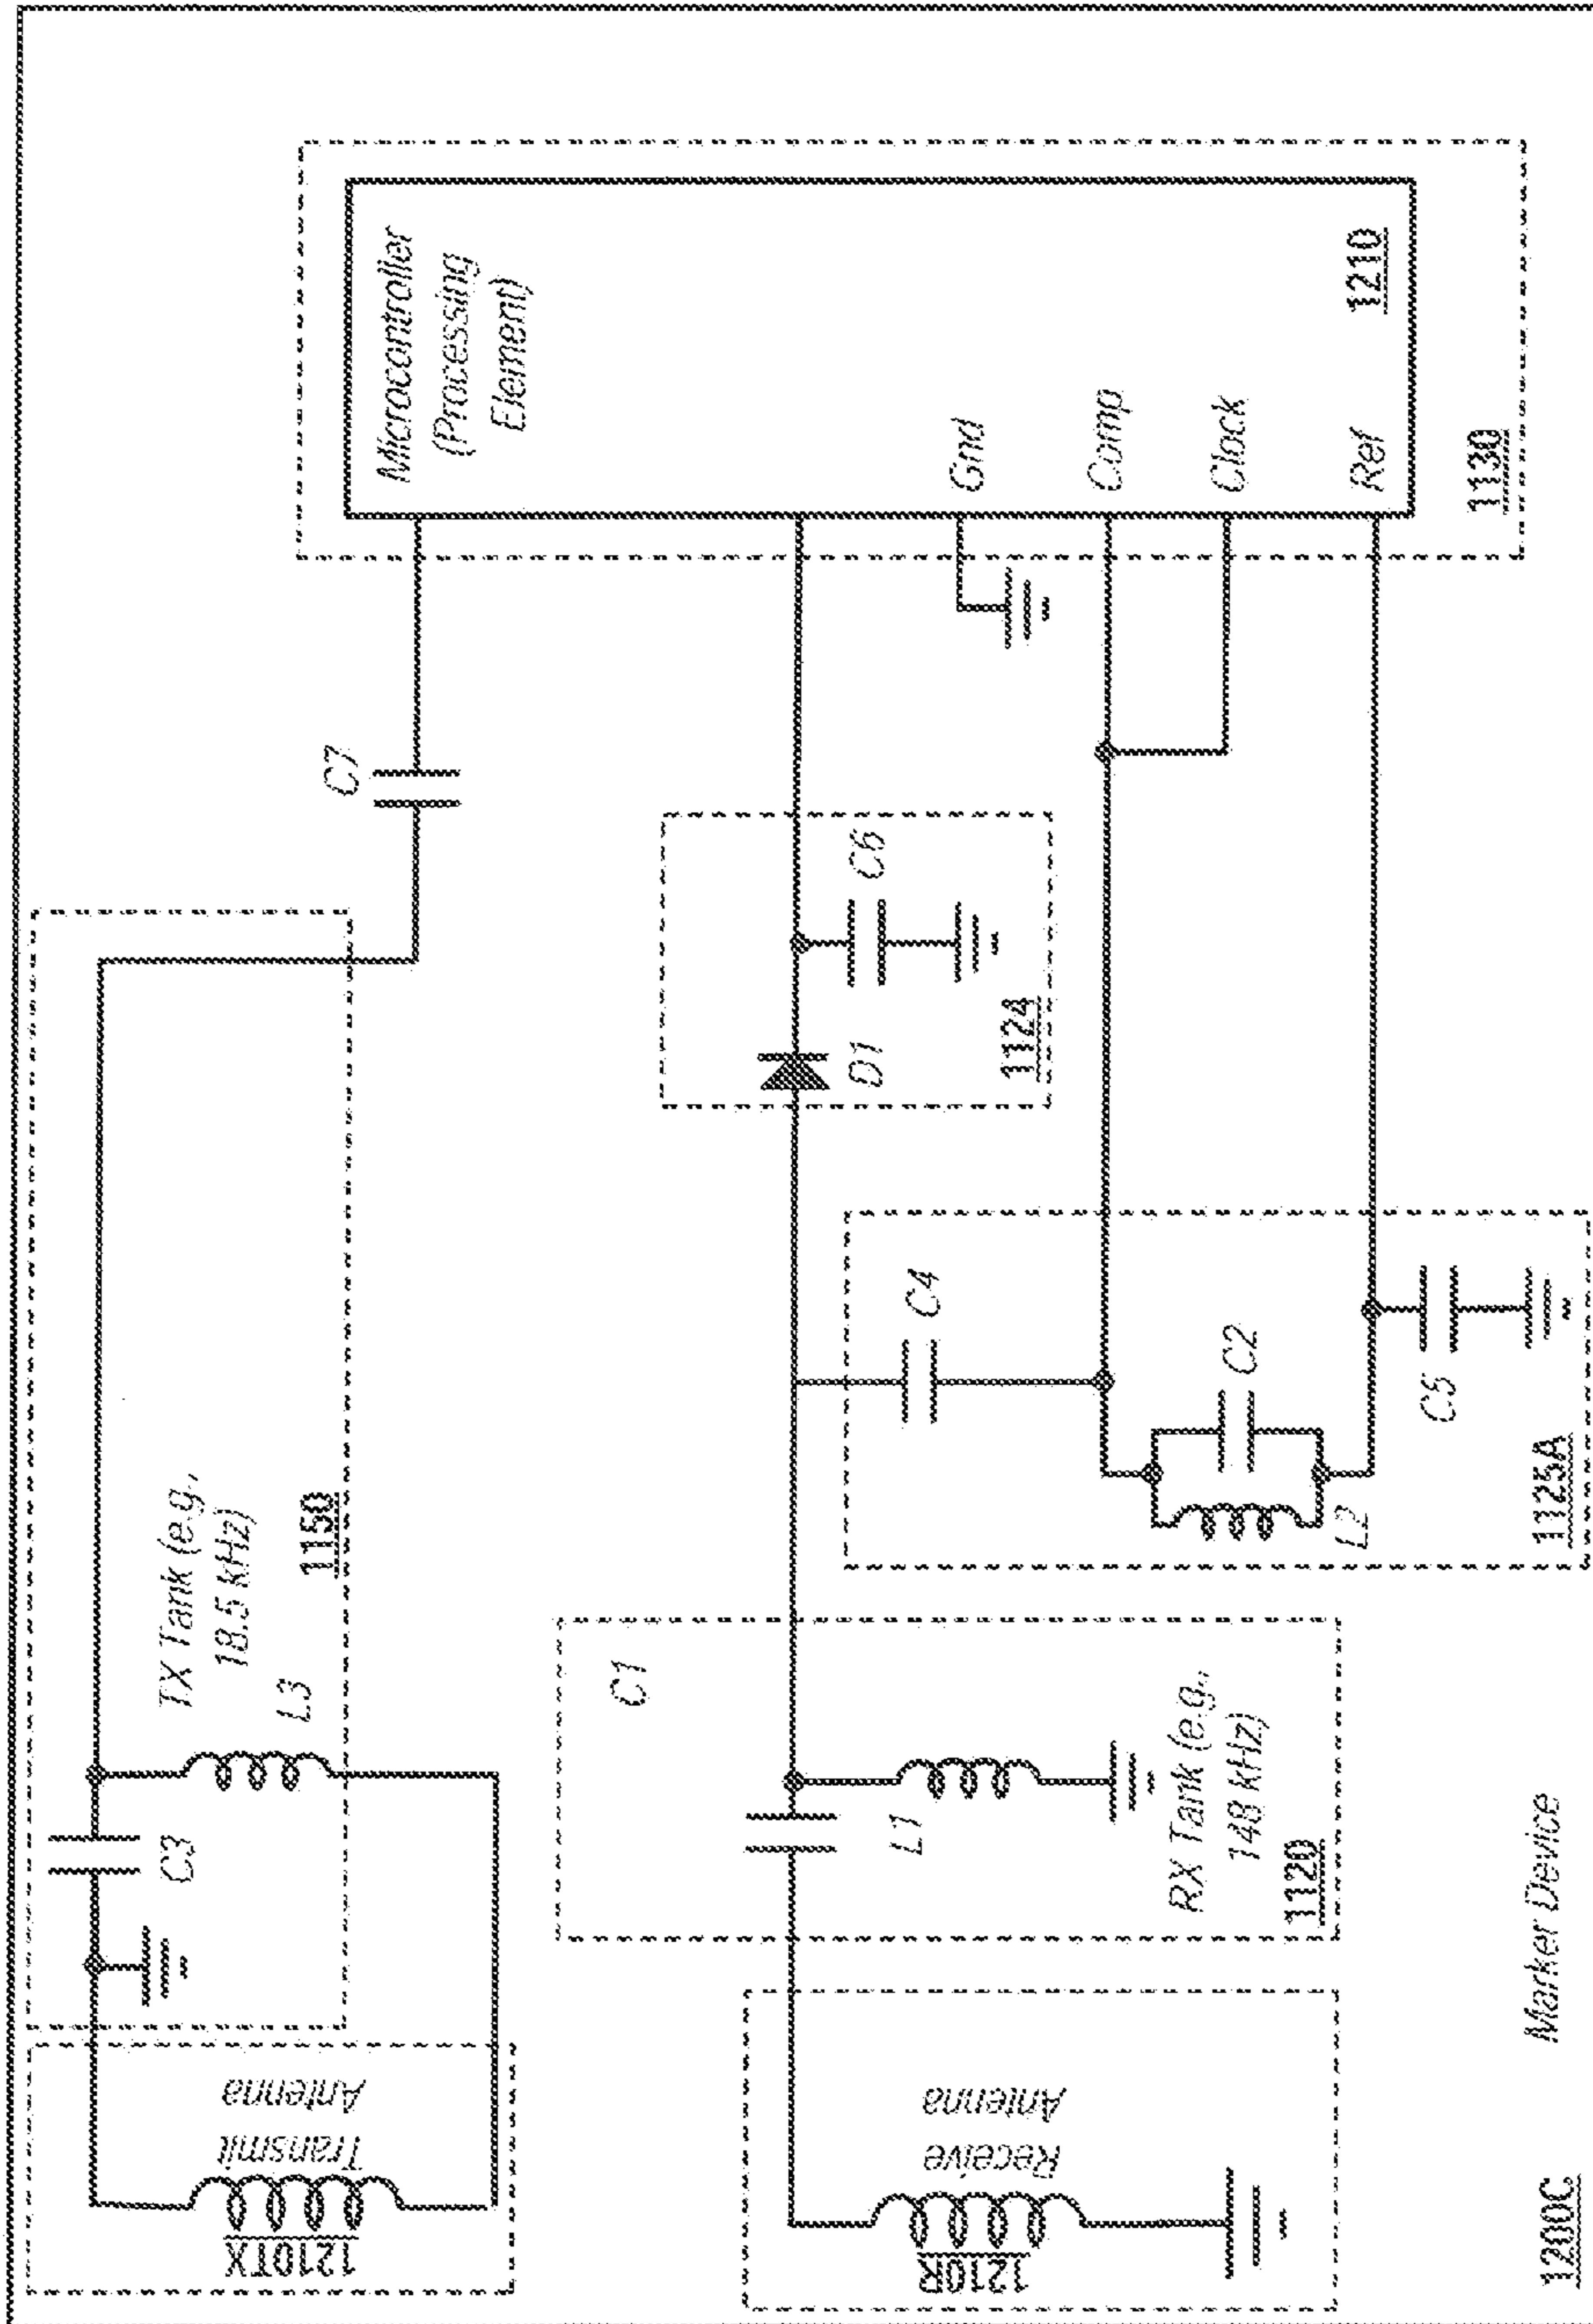 1210TX
Transmit
Antenna
C3
L3
TX Tank (e.g.,
18.5 kHz)
1150
C7
Microcontroller
(Processing
Element)
Gnd
Comp
Clock
Ref
1210
1130
1210R
Receive
Antenna
C1
L1
RX Tank (e.g.,
148 kHz)
1120
D1
C6
1124
C4
C2
L2
C5
1125A
1200C
Marker Device